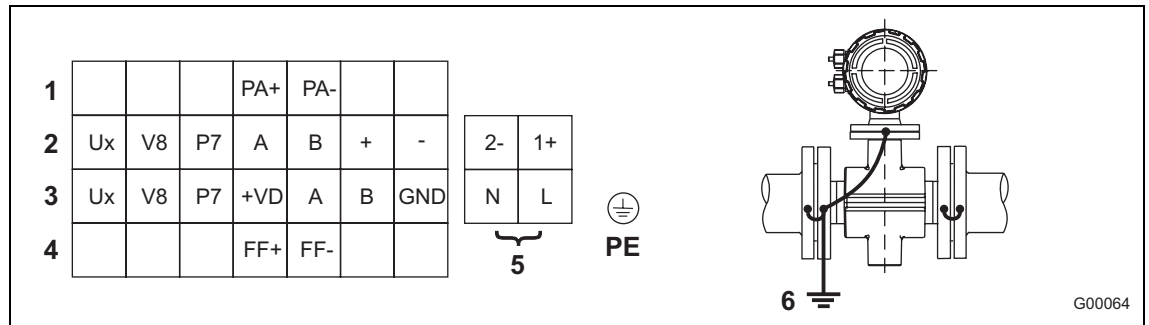 1 PA+ PA-
2 Ux V8 P7 A B + - 2- 1+
3 Ux V8 P7 +VD A B GND N L
4 FF+ FF-
5
PE
6
G00064